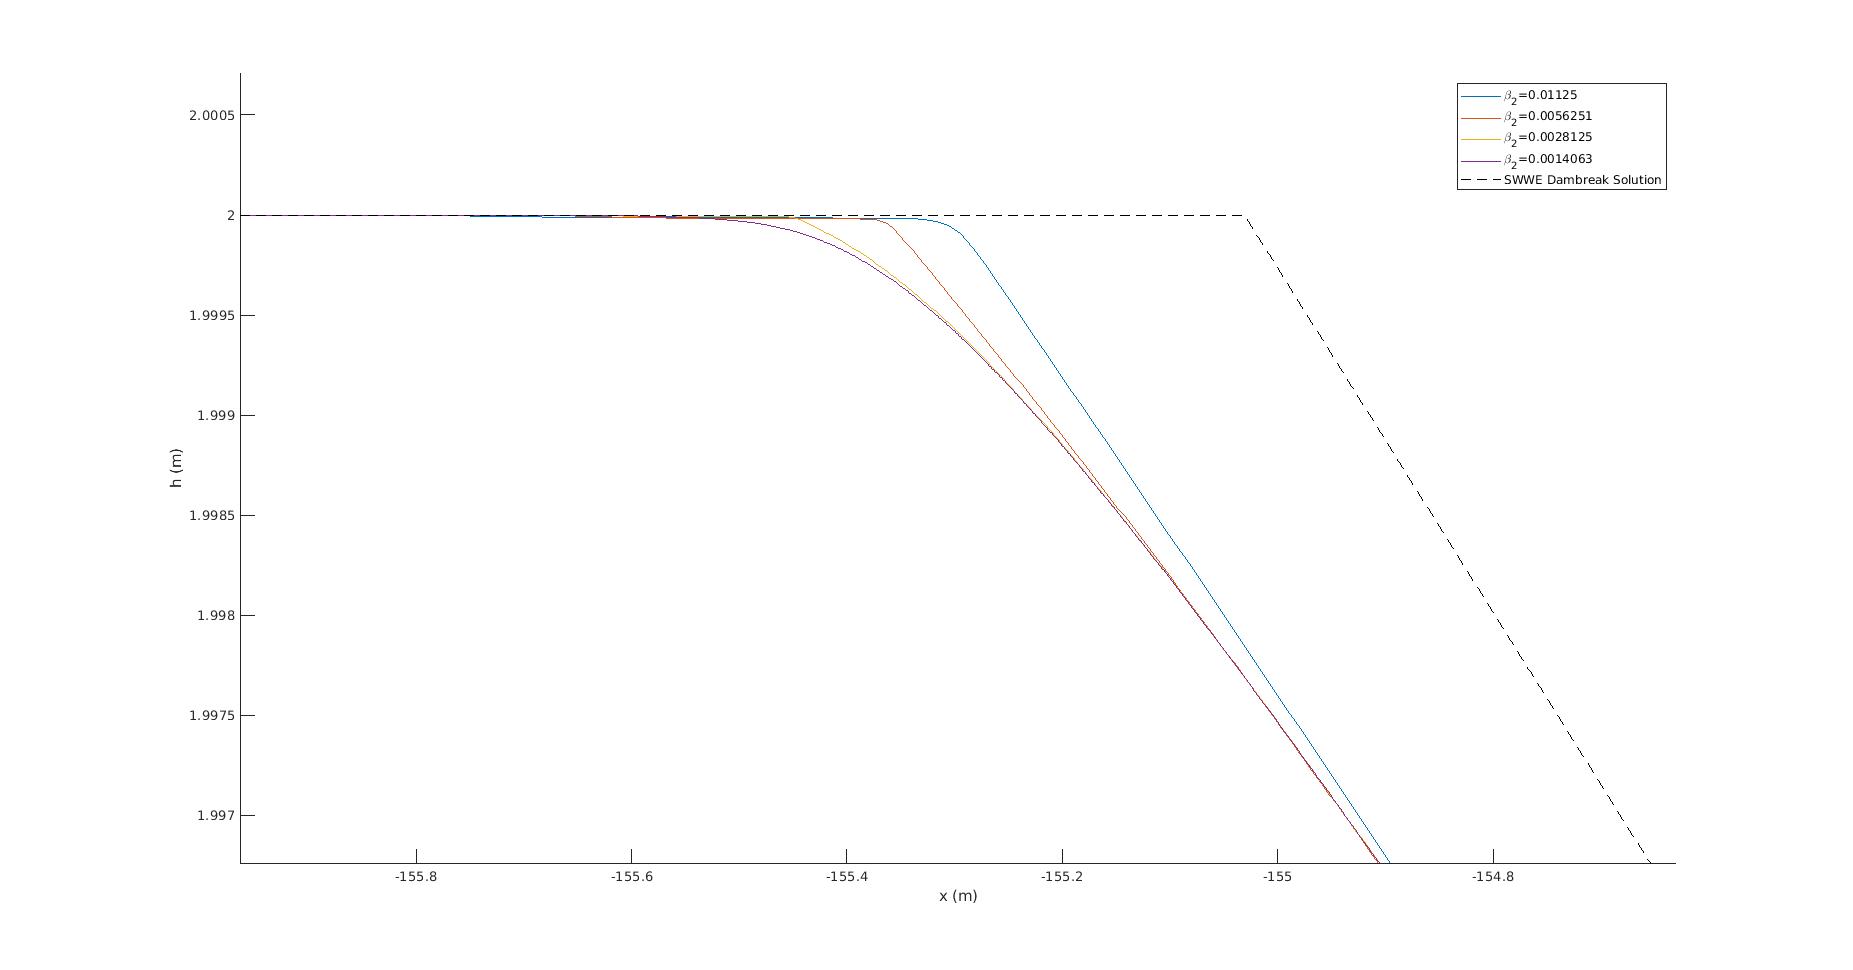 2.0005
2
1.9995
1.999
1.9985
1.998
1.9975
1.997
h (m)
-155.8
-155.6
-155.4
-155.2
-155
-154.8
x (m)
β2=0.01125
β2=0.0056251
β2=0.0028125
β2=0.0014063
SWWE Dambreak Solution